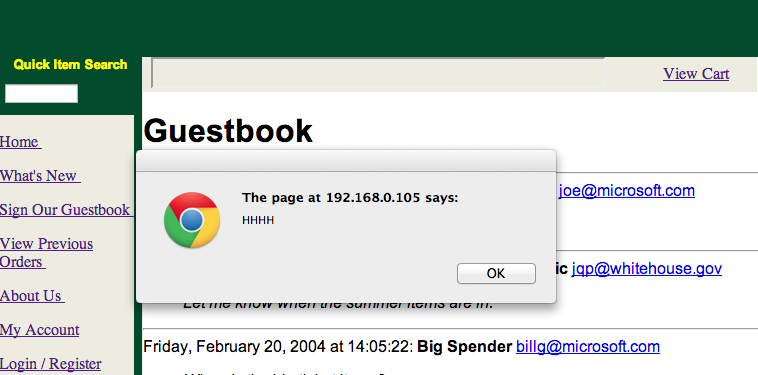 Quick Item Search
View Cart
Home
What's New
Sign Our Guestbook
View Previous
Orders
About Us
My Account
Login / Register
Guestbook
The page at 192.168.0.105 says:
HHHH
OK
joe@microsoft.com
ic jqp@whitehouse.gov
Let me know when the summer items are in.
Friday, February 20, 2004 at 14:05:22: Big Spender billg@microsoft.com